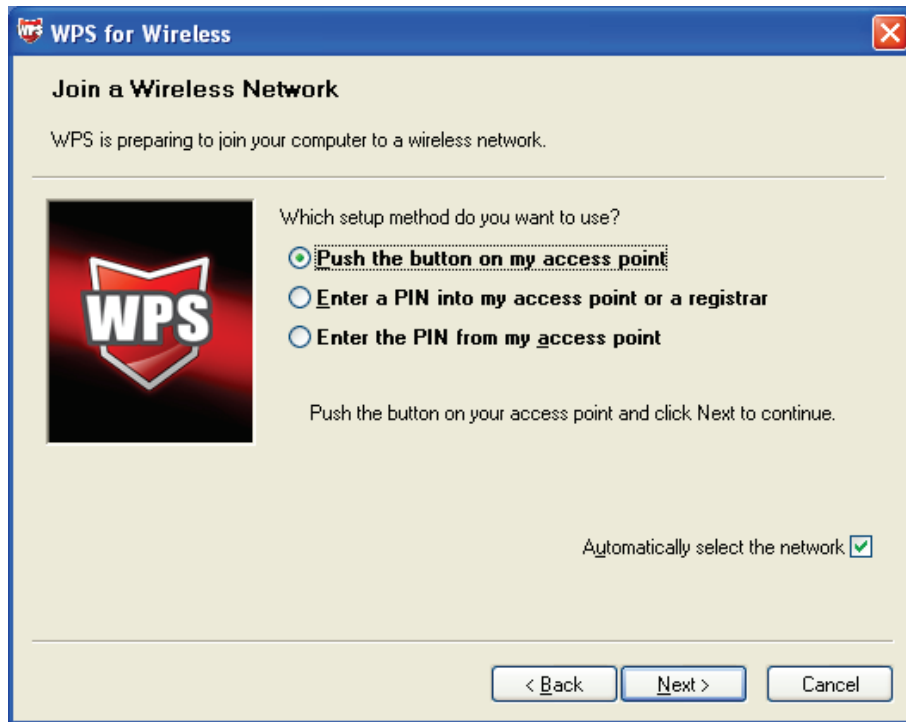 WPS for Wireless
Join a Wireless Network
WPS is preparing to join your computer to a wireless network.
Which setup method do you want to use?
Push the button on my access point
Enter a PIN into my access point or a registrar
Enter the PIN from my access point
WPS
Push the button on your access point and click Next to continue.
Automatically select the network
< Back
Next >
Cancel